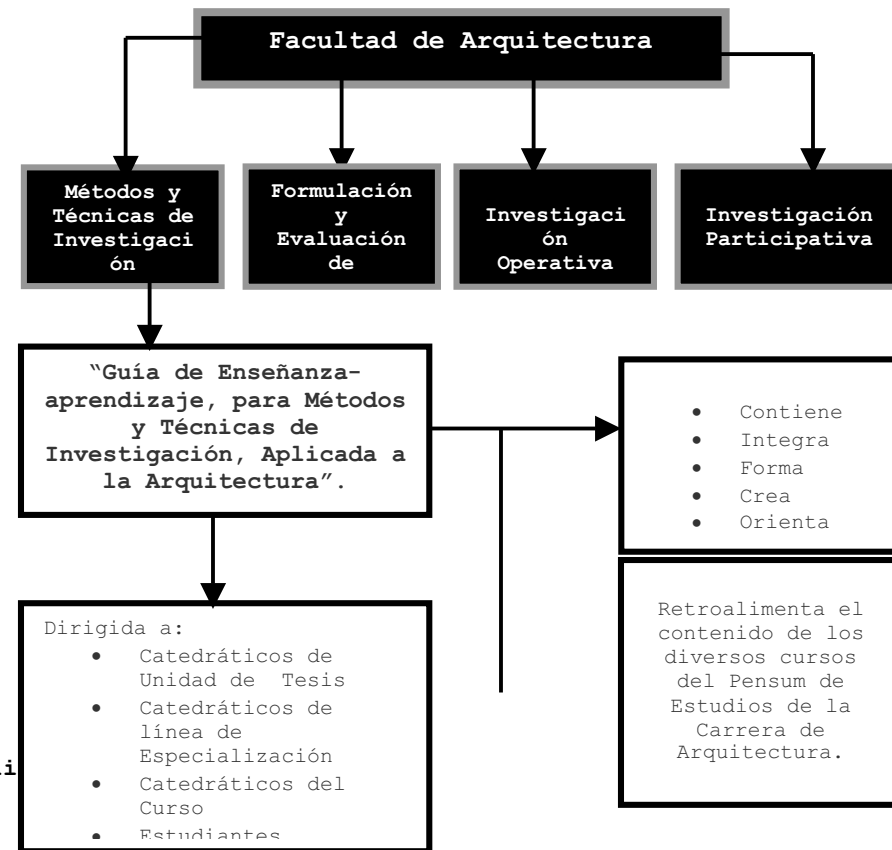 Facultad de Arquitectura
Métodos y
Técnicas de
Investigaci
ón
Formulación
y
Evaluación
de
Investigaci
ón
Operativa
Investigación
Participativa
“Guía de Enseñanza-
aprendizaje, para Métodos
y Técnicas de
Investigación, Aplicada a
la Arquitectura”.
• Contiene
• Integra
• Forma
• Crea
• Orienta
Retroalimenta el
contenido de los
diversos cursos
del Pensum de
Estudios de la
Carrera de
Arquitectura.
Dirigida a:
• Catedráticos de
Unidad de Tesis
• Catedráticos de
línea de
Especialización
• Catedráticos del
Curso
• Estudiantes